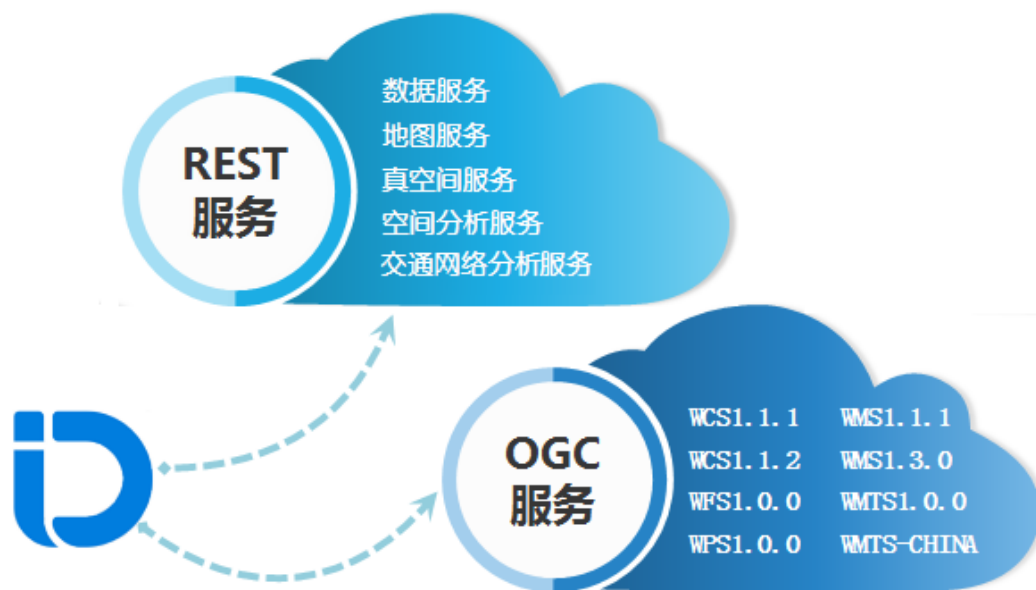 REST
服务
数据服务
地图服务
真空间服务
空间分析服务
交通网络分析服务
OGC
服务
WCS1.1.1 WMS1.1.1
WCS1.1.2 WMS1.3.0
WFS1.0.0 WMTS1.0.0
WPS1.0.0 WMTS-CHINA
iD